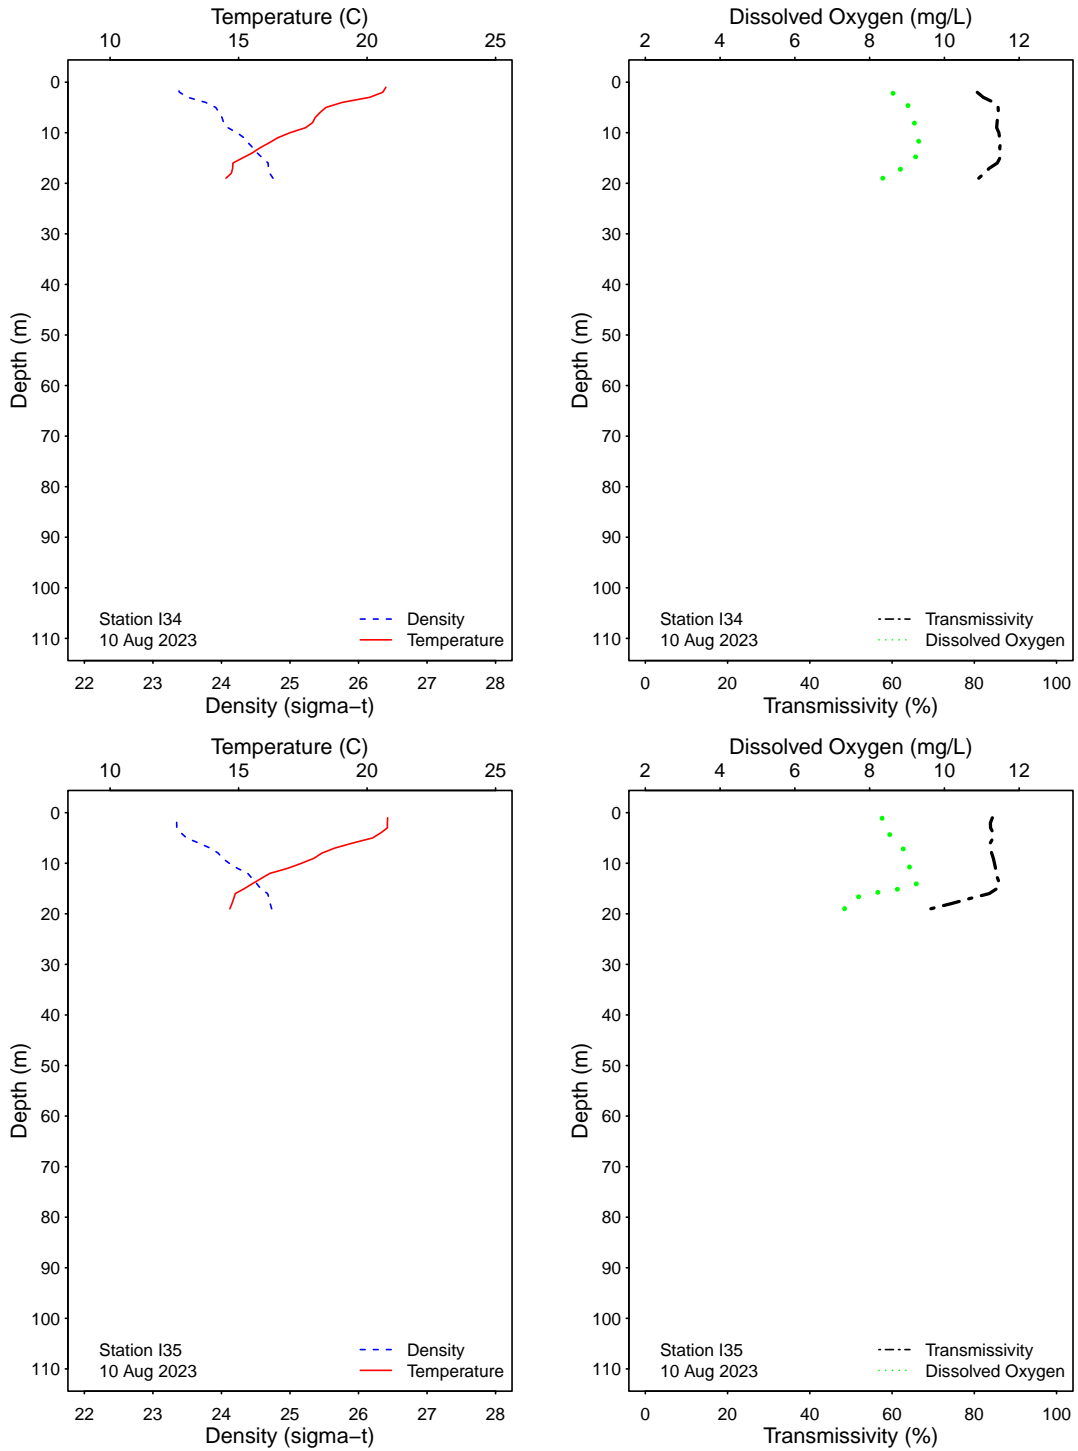 Temperature (C)
10 15 20 25
0
10
20
30
40
50
60
70
80
90
100
110
Depth (m)
Station I34
10 Aug 2023
Density
Temperature
22 23 24 25 26 27 28
Density (sigma−t)
Dissolved Oxygen (mg/L)
2 4 6 8 10 12
0
10
20
30
40
50
60
70
80
90
100
110
Depth (m)
Station I34
10 Aug 2023
Transmissivity
Dissolved Oxygen
0 20 40 60 80 100
Transmissivity (%)
Temperature (C)
10 15 20 25
0
10
20
30
40
50
60
70
80
90
100
110
Depth (m)
Station I35
10 Aug 2023
Density
Temperature
22 23 24 25 26 27 28
Density (sigma−t)
Dissolved Oxygen (mg/L)
2 4 6 8 10 12
0
10
20
30
40
50
60
70
80
90
100
110
Depth (m)
Station I35
10 Aug 2023
Transmissivity
Dissolved Oxygen
0 20 40 60 80 100
Transmissivity (%)